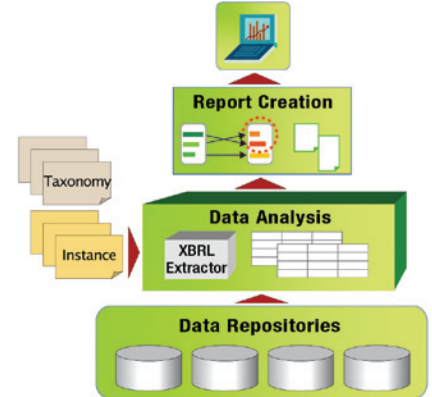 Report Creation
Taxonomy
Instance
Data Analysis
XBRL
Extractor
Data Repositories